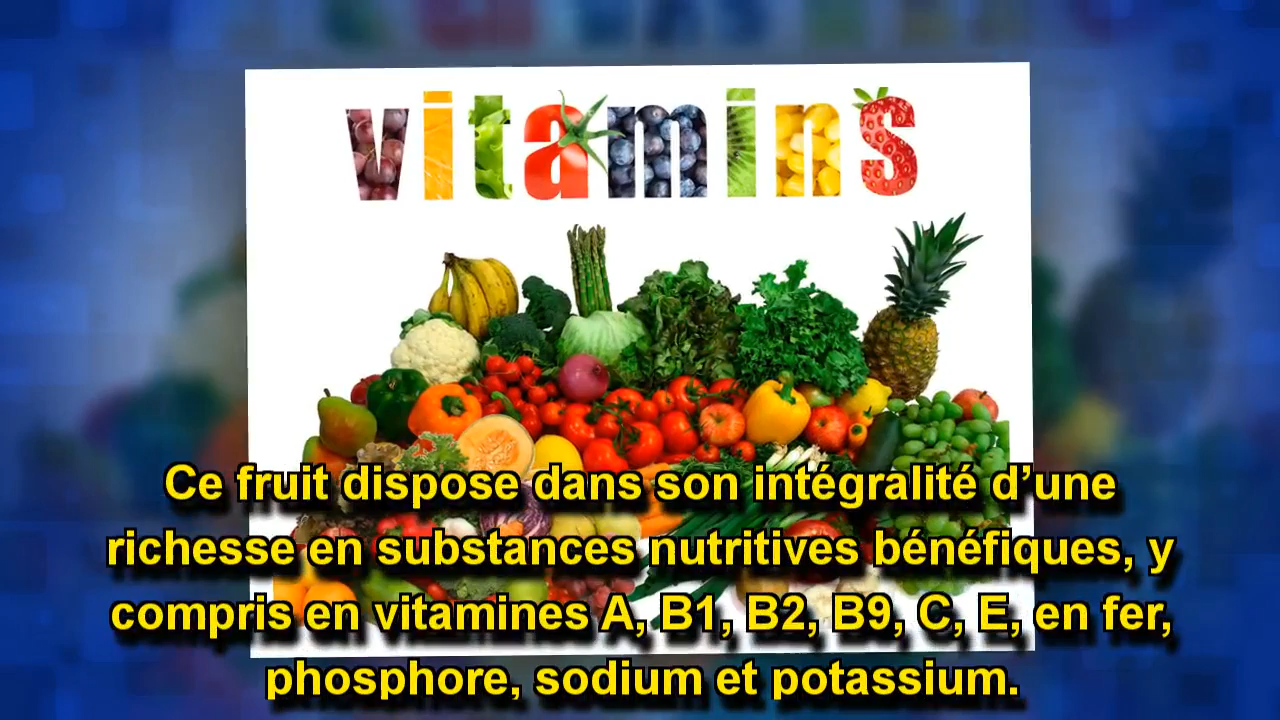 vitamins
Ce fruit dispose dans son intégralité d’une
richesse en substances nutritives bénéfiques, y
compris en vitamines A, B1, B2, B9, C, E, en fer,
phosphore, sodium et potassium.